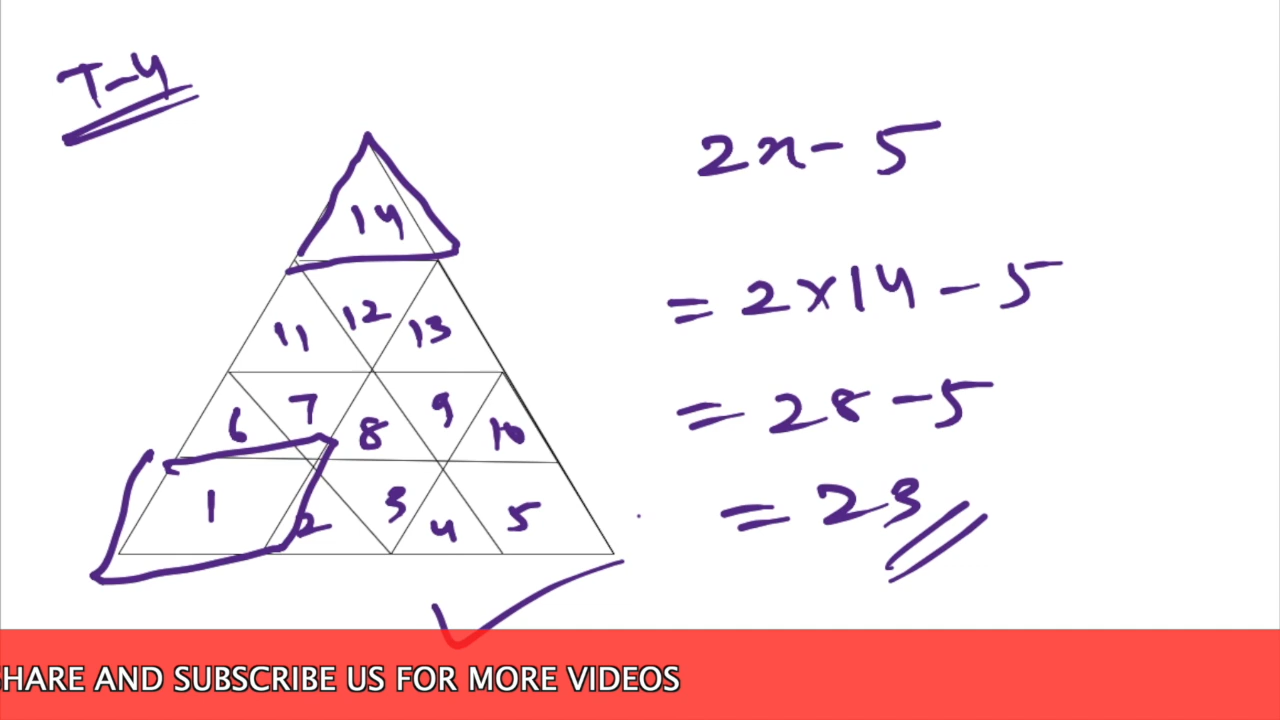 T-4
14
11 12 13
6 7 8 9 10
1 2 3 4 5
2x - 5
= 2x14 - 5
= 28 - 5
= 23
HARE AND SUBSCRIBE US FOR MORE VIDEOS